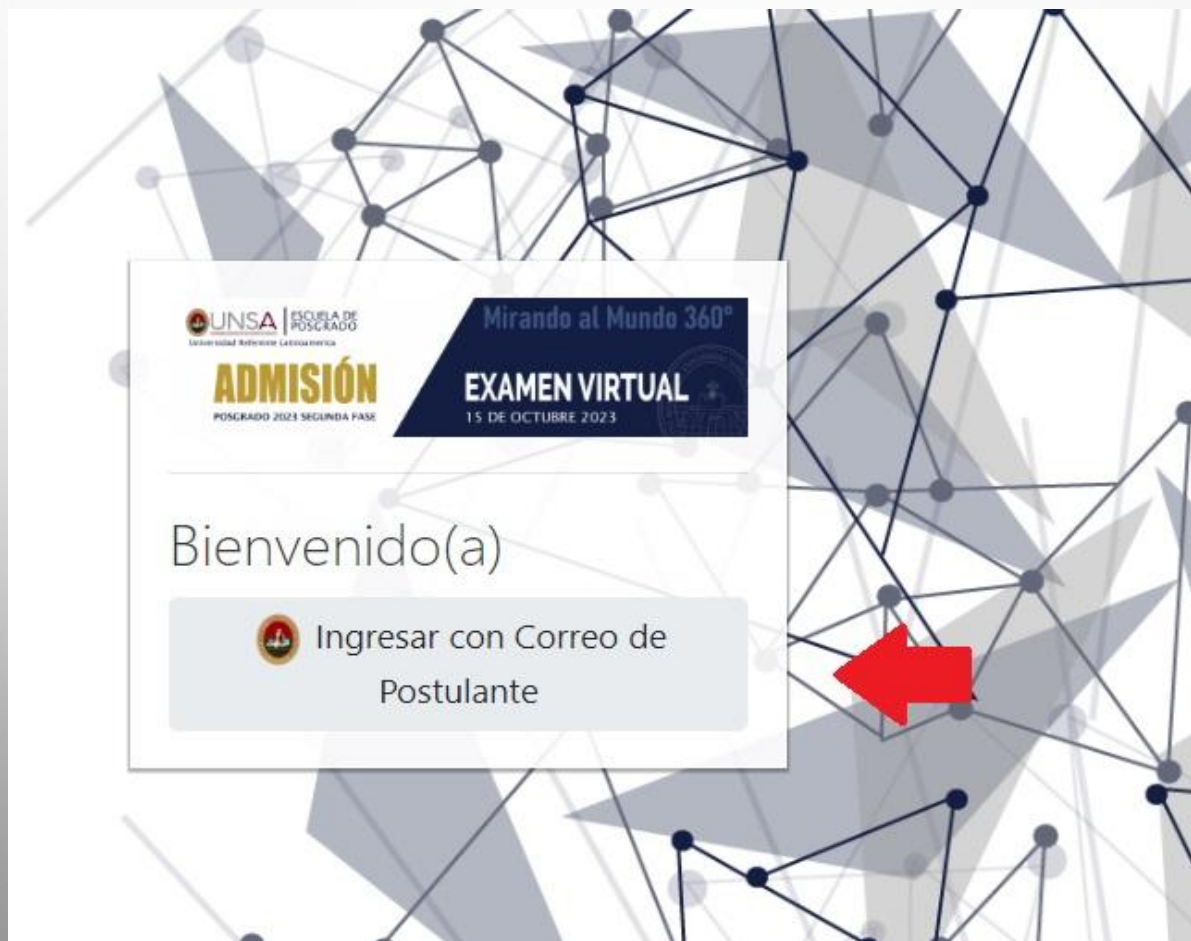 UNSA
ESCUELA DE
POSGRADO
Universidad Referente Latinoamerica
ADMISIÓN
POSGRADO 2023 SEGUNDA FASE
Mirando al Mundo 360°
EXAMEN VIRTUAL
15 DE OCTUBRE 2023
Bienvenido(a)
Ingresar con Correo de
Postulante